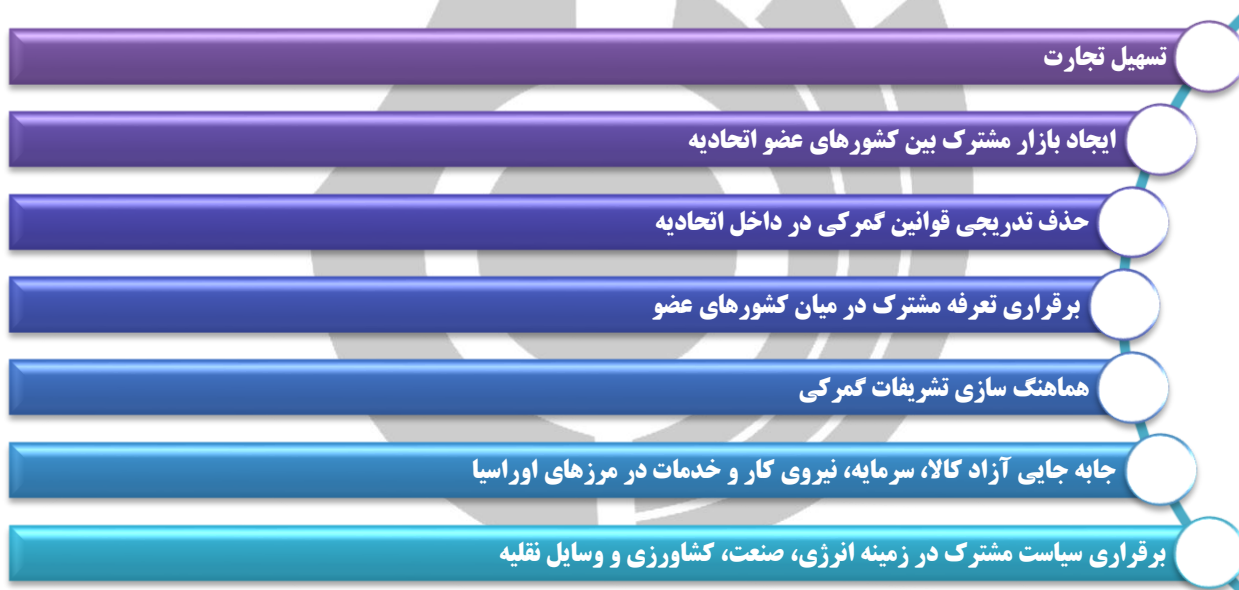 تسهیل تجارت
ایجاد بازار مشترک بین کشورهای عضو اتحادیه
حذف تدریجی قوانین گمرکی در داخل اتحادیه
برقراری تعرفه مشترک در میان کشورهای عضو
هماهنگ سازی تشریفات گمرکی
جابه جایی آزاد کالا، سرمایه، نیروی کار و خدمات در مرزهای اوراسیا
برقراری سیاست مشترک در زمینه انرژی، صنعت، کشاورزی و وسایل نقلیه